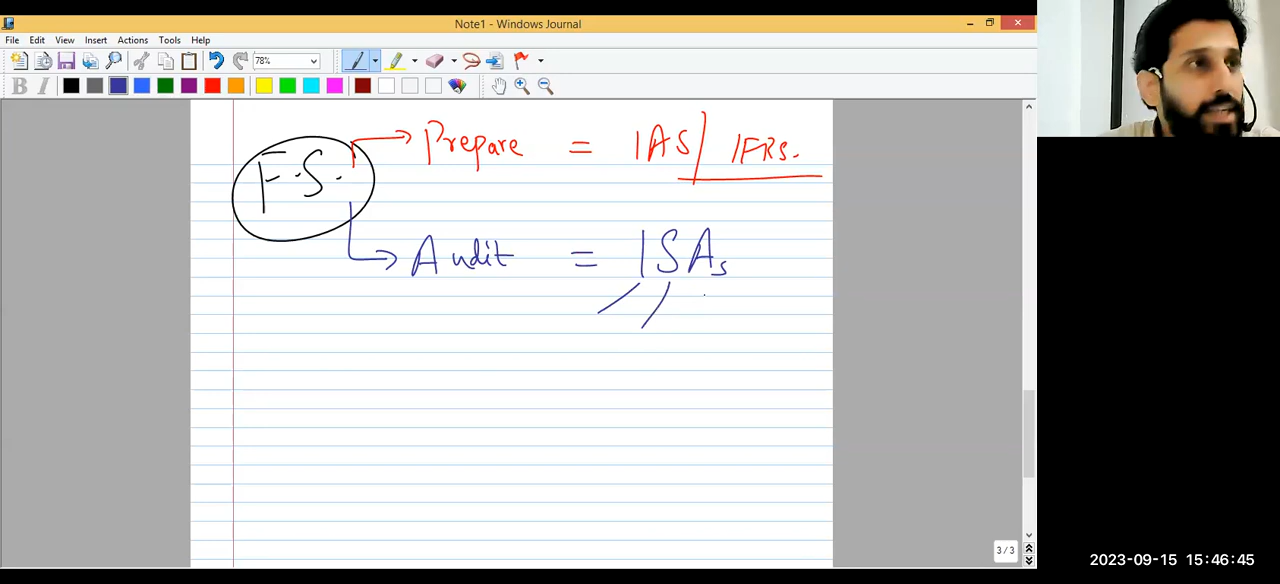 Note1 - Windows Journal
File Edit View Insert Actions Tools Help
78%
B I
F.S. → Prepare = IAS / IFRS.
→ Audit = ISAs
3 / 3
2023-09-15 15:46:45